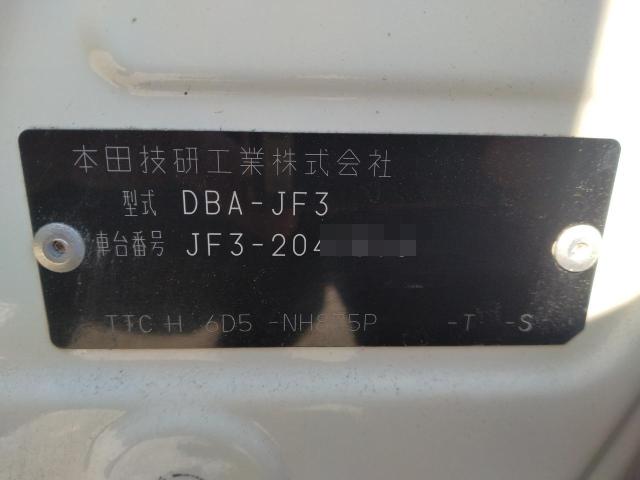 本田技研工業株式会社
型式 DBA-JF3
車台番号 JF3-204
TTC H 6D5 -NH875P -T -S